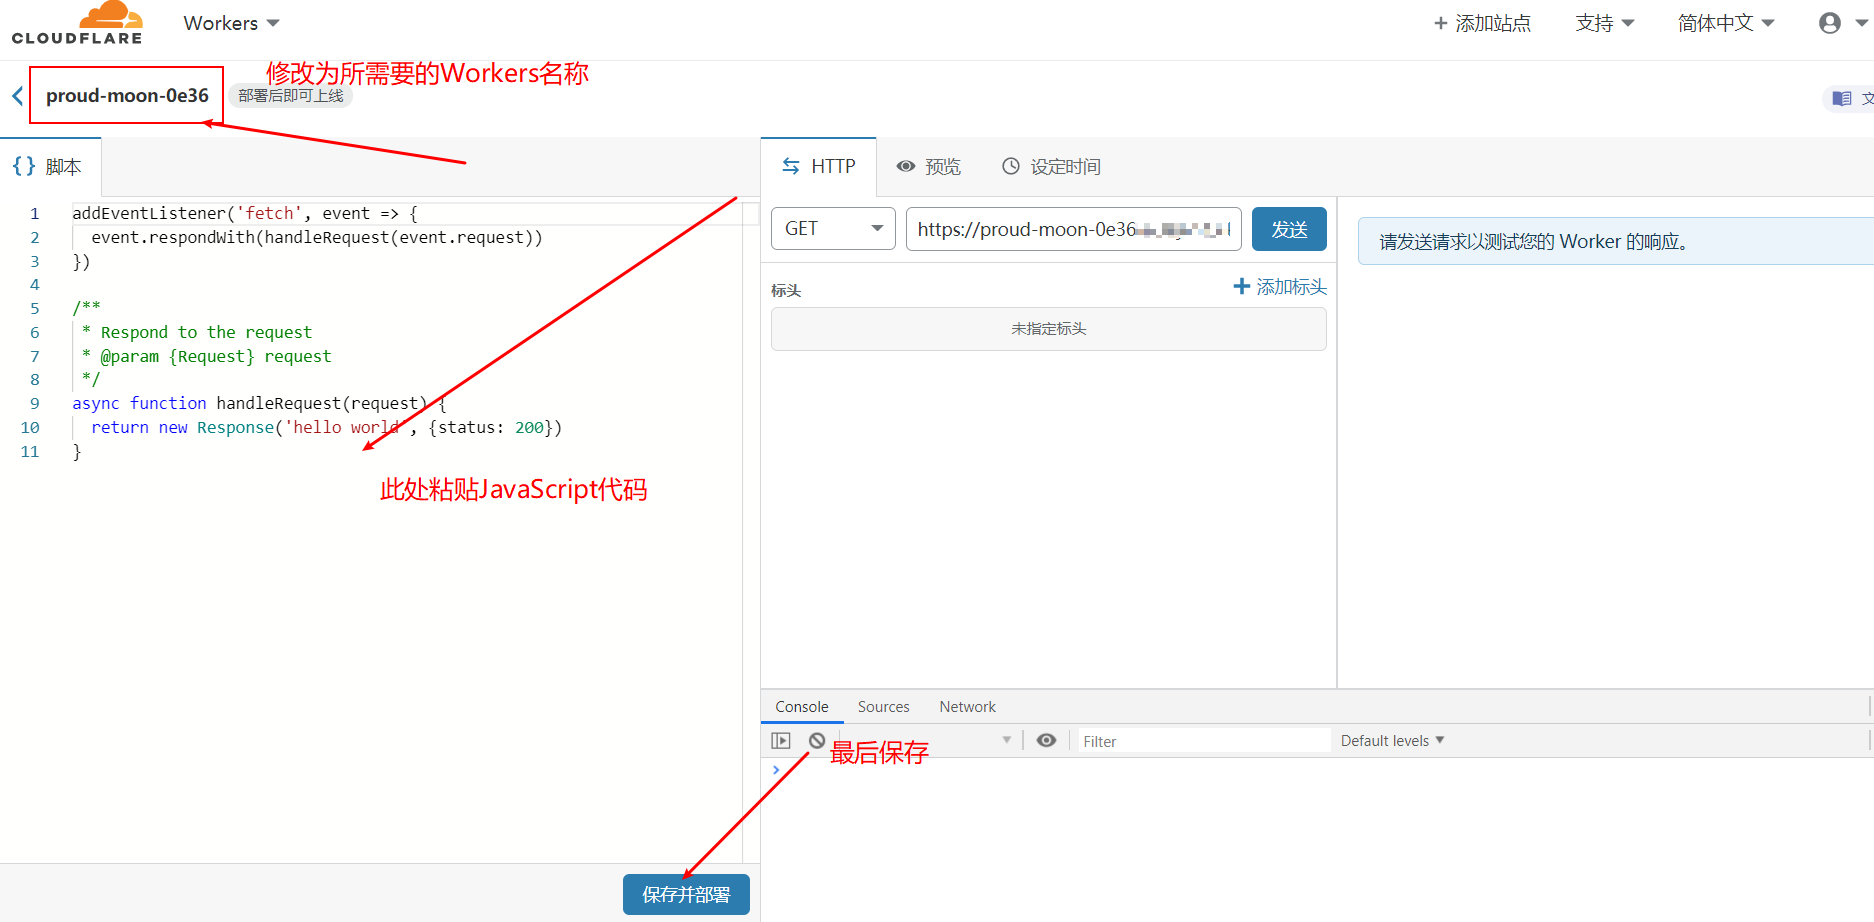 CLOUDFLARE
Workers
添加站点
支持
简体中文
修改为所需要的Workers名称
proud-moon-0e36
部署后即可上线
文
脚本
HTTP
预览
设定时间
1 addEventListener('fetch', event => {
2 event.respondWith(handleRequest(event.request))
3 })
4
5 /**
6 * Respond to the request
7 * @param {Request} request
8 */
9 async function handleRequest(request) {
10 return new Response('hello world', {status: 200})
11 }
此处粘贴JavaScript代码
GET
https://proud-moon-0e36
发送
请发送请求以测试您的 Worker 的响应。
标头
添加标头
未指定标头
Console
Sources
Network
最后保存
Filter
Default levels
保存并部署